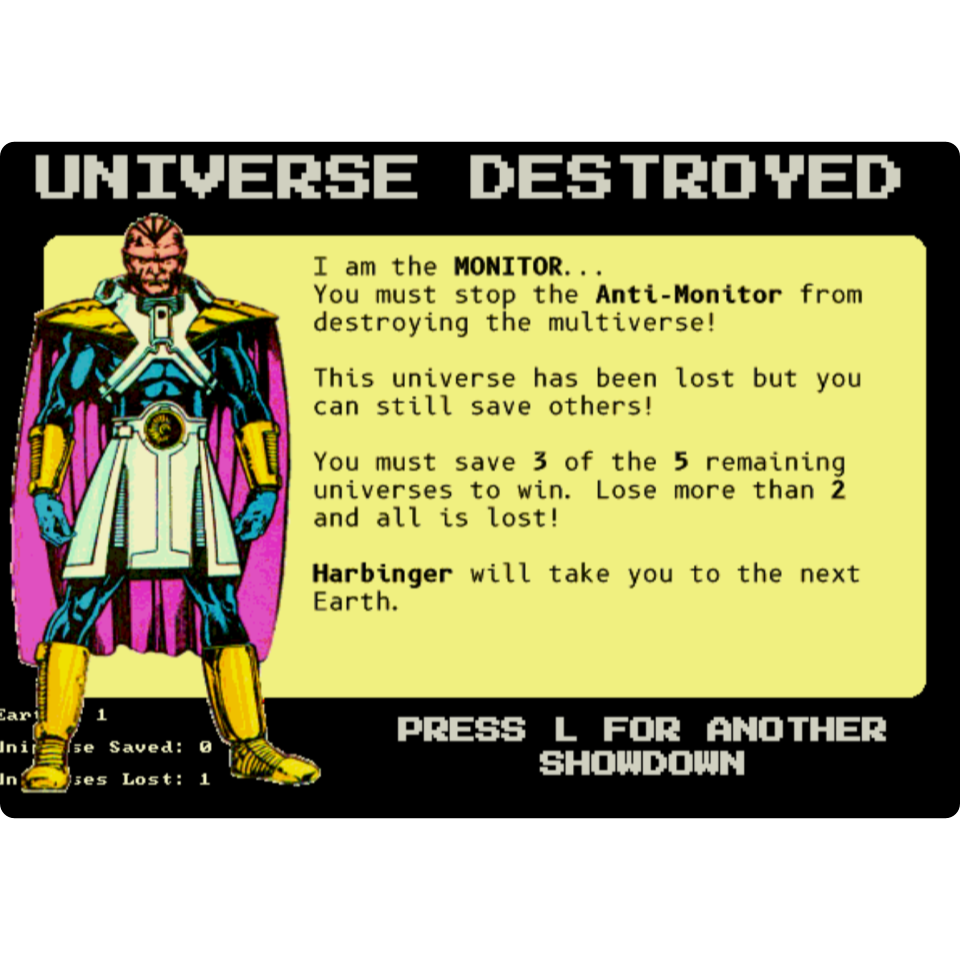 UNIVERSE DESTROYED
I am the MONITOR...
You must stop the Anti-Monitor from
destroying the multiverse!
This universe has been lost but you
can still save others!
You must save 3 of the 5 remaining
universes to win. Lose more than 2
and all is lost!
Harbinger will take you to the next
Earth.
1
Saved: 0
Lost: 1
PRESS L FOR ANOTHER
SHOWDOWN